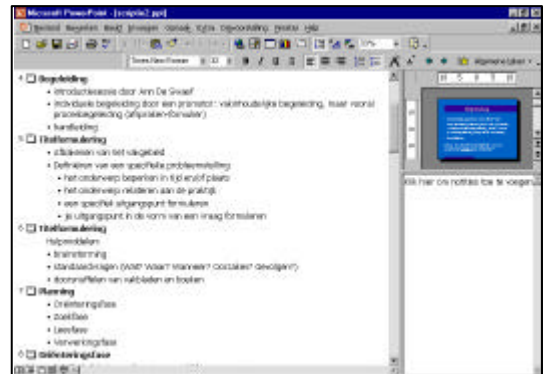 Microsoft PowerPoint - [scriptie2.ppt]
Bestand Bewerken Beeld Invoegen Opmaak Extra Diavoorstelling Venster Help
Times New Roman
Algemene taken
4 Begeleiding
• introductiesessie door Ann De Swaef
• individuele begeleiding door een promotor: vakinhoudelijke begeleiding, maar vooral
procesbegeleiding (afspraken-formulier)
• handleiding
5 Titelformulering
• afbakenen van het vakgebied
• Definiëren van een specifieke probleemstelling
• het onderwerp beperken in tijd en/of plaats
• het onderwerp relateren aan de praktijk
• een specifiek uitgangspunt formuleren
• je uitgangspunt in de vorm van een vraag formuleren
6 Titelformulering
Hulpmiddelen
• brainstorming
• standaardvragen (Wat? Waar? Wanneer? Oorzaken? Gevolgen?)
• doorsnuffelen van vakbladen en boeken
7 Planning
• Oriënteringsfase
• Zoekfase
• Leesfase
• Verwerkingsfase
8 Oriënteringsfase
Klik hier om notities toe te voegen